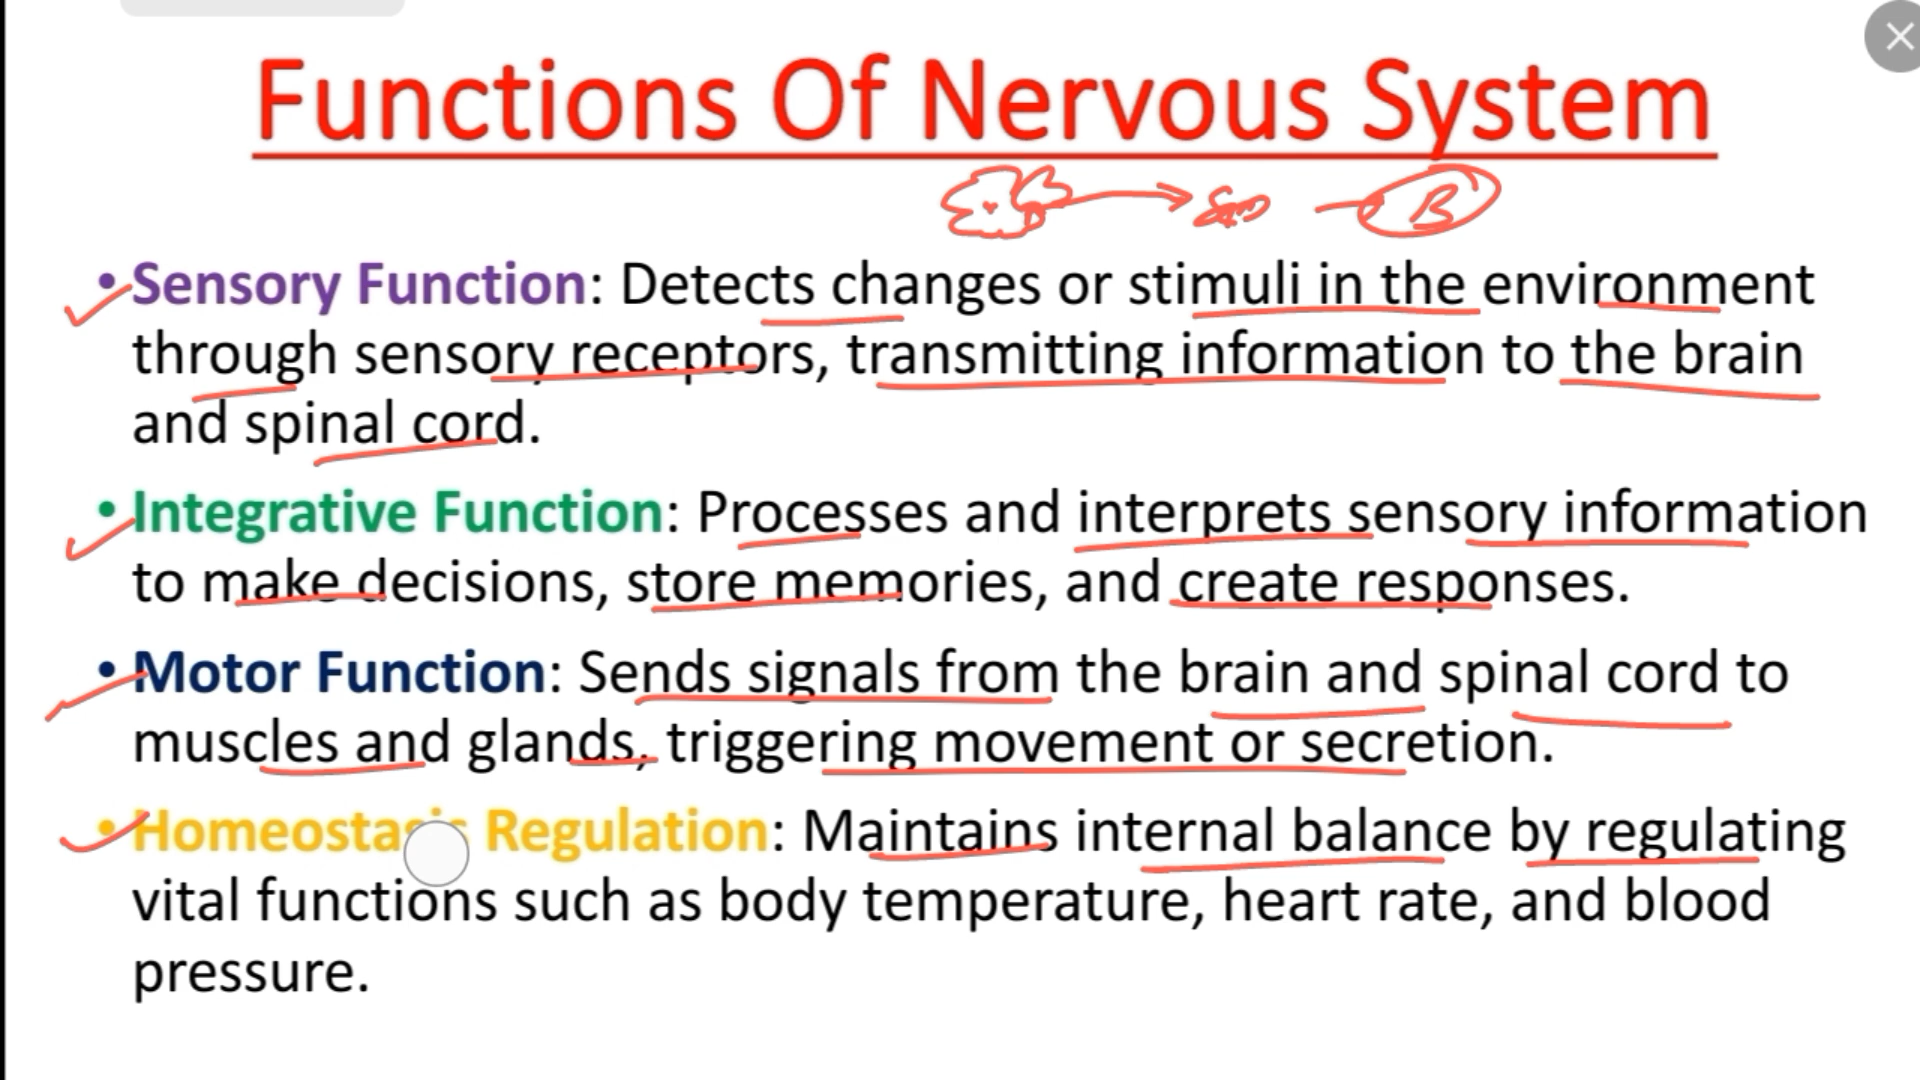 Functions Of Nervous System
B
• Sensory Function: Detects changes or stimuli in the environment
through sensory receptors, transmitting information to the brain
and spinal cord.
• Integrative Function: Processes and interprets sensory information
to make decisions, store memories, and create responses.
• Motor Function: Sends signals from the brain and spinal cord to
muscles and glands, triggering movement or secretion.
• Homeostasis Regulation: Maintains internal balance by regulating
vital functions such as body temperature, heart rate, and blood
pressure.